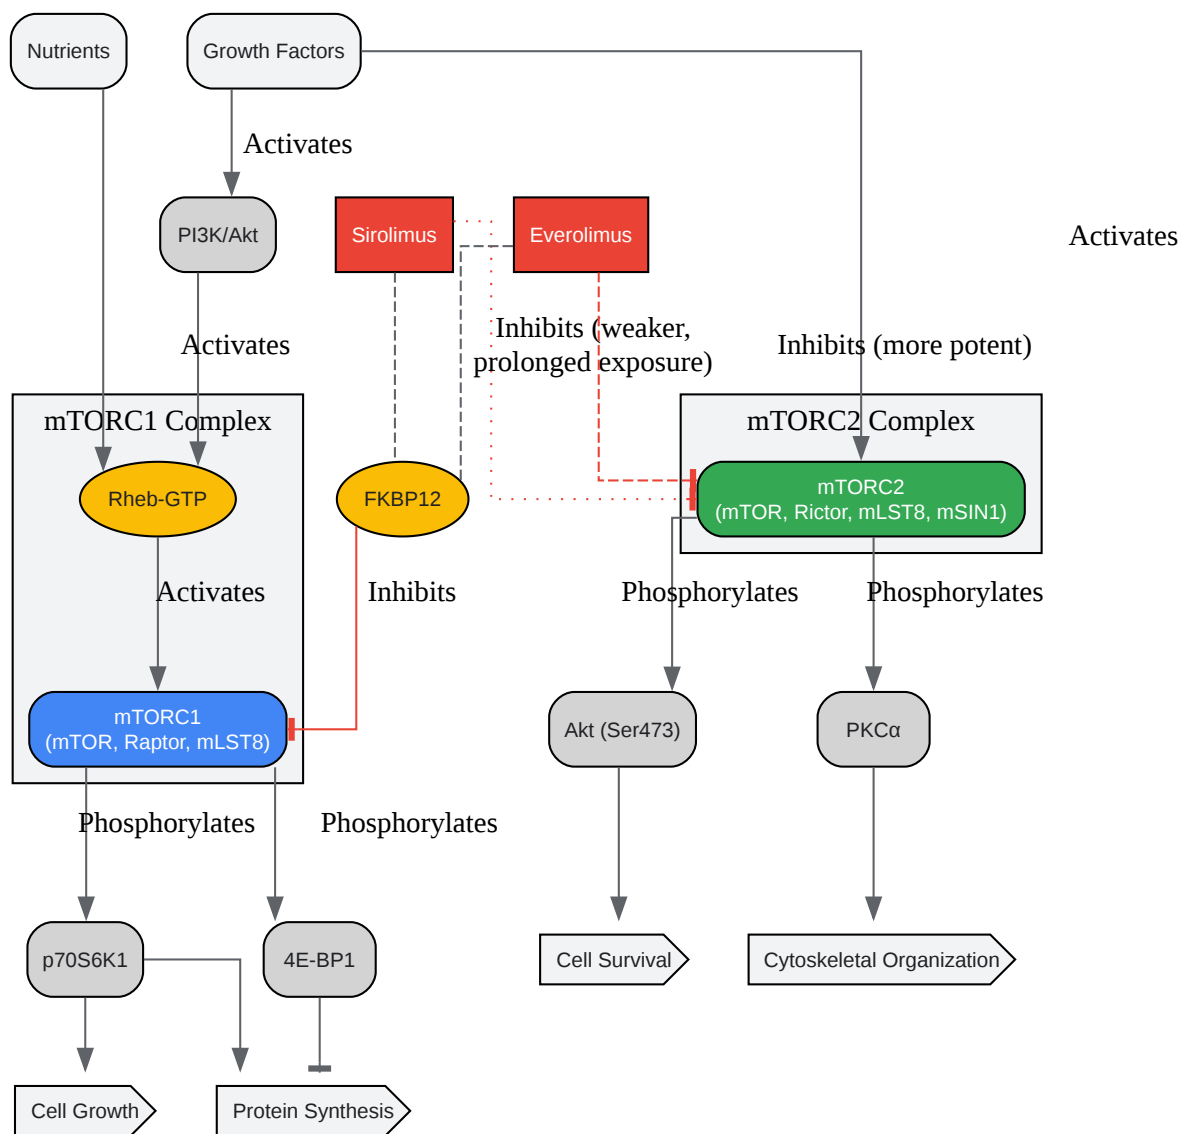 Nutrients
Growth Factors
Activates
PI3K/Akt
Sirolimus
Everolimus
Activates
Activates
Inhibits (weaker,
prolonged exposure)
Inhibits (more potent)
mTORC1 Complex
mTORC2 Complex
Rheb-GTP
FKBP12
mTORC2
(mTOR, Rictor, mLST8, mSIN1)
Activates
Inhibits
Phosphorylates
Phosphorylates
mTORC1
(mTOR, Raptor, mLST8)
Akt (Ser473)
PKCα
Phosphorylates
Phosphorylates
p70S6K1
4E-BP1
Cell Survival
Cytoskeletal Organization
Cell Growth
Protein Synthesis